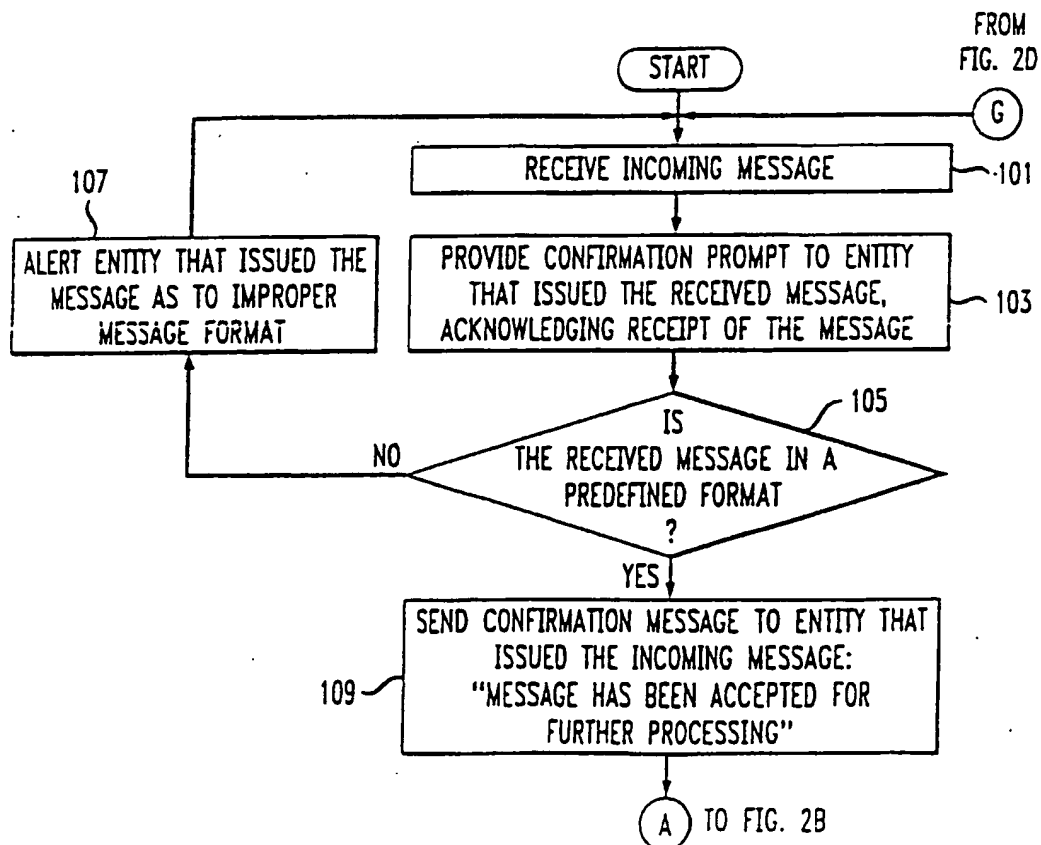 FROM
FIG. 2D
START
G
RECEIVE INCOMING MESSAGE
101
107
ALERT ENTITY THAT ISSUED THE
MESSAGE AS TO IMPROPER
MESSAGE FORMAT
PROVIDE CONFIRMATION PROMPT TO ENTITY
THAT ISSUED THE RECEIVED MESSAGE,
ACKNOWLEDGING RECEIPT OF THE MESSAGE
103
105
IS
THE RECEIVED MESSAGE IN A
PREDEFINED FORMAT
?
NO
YES
SEND CONFIRMATION MESSAGE TO ENTITY THAT
ISSUED THE INCOMING MESSAGE:
“MESSAGE HAS BEEN ACCEPTED FOR
FURTHER PROCESSING”
109
A TO FIG. 2B